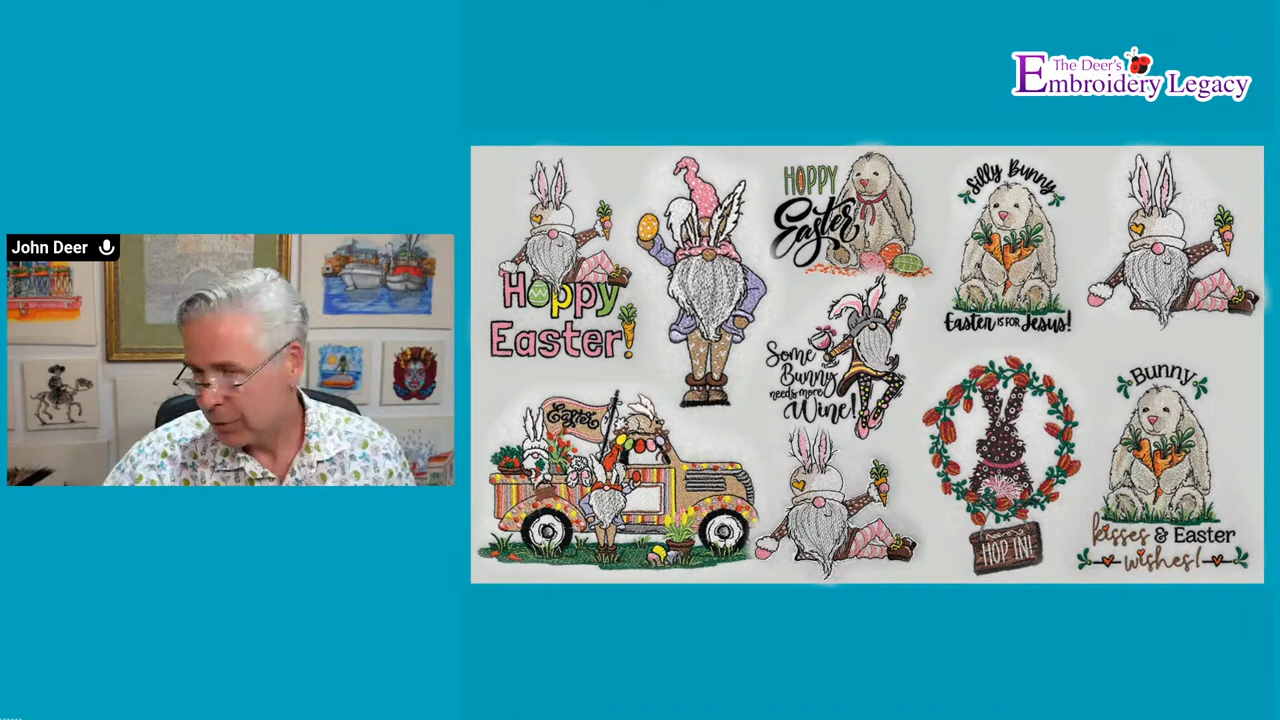 The Deer's
Embroidery Legacy
John Deer
Hoppy
Easter!
HOPPY
Easter
Silly Bunny
Easter IS FOR Jesus!
Some
Bunny
needs more
Wine!
Easter
HOP IN!
Bunny
kisses & Easter
wishes!